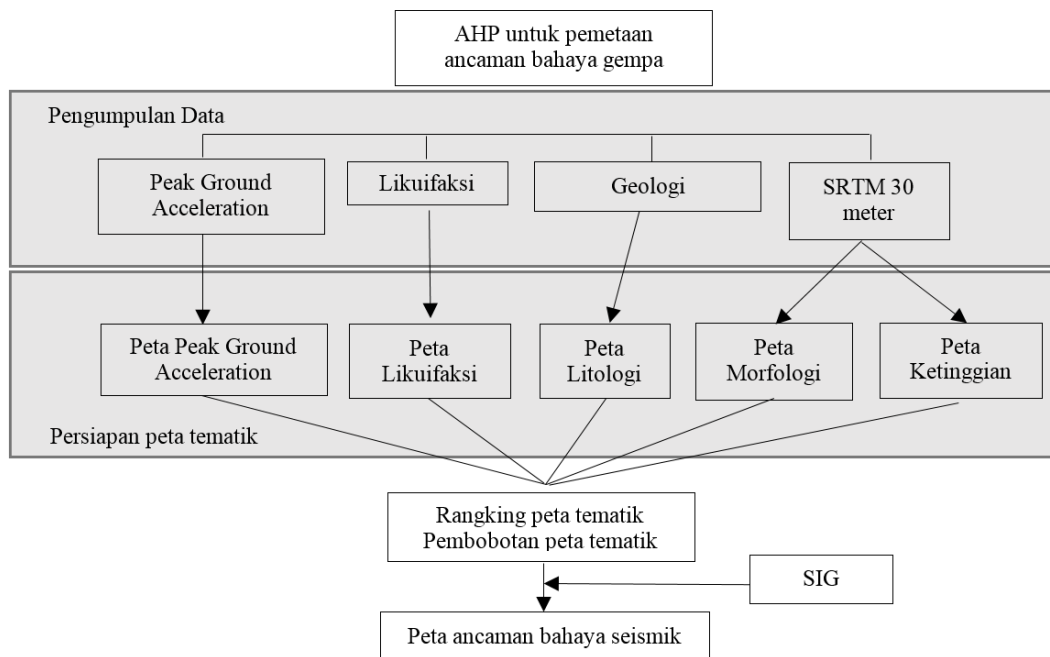 AHP untuk pemetaan
ancaman bahaya gempa
Pengumpulan Data
Peak Ground
Acceleration
Likuifaksi
Geologi
SRTM 30
meter
Peta Peak Ground
Acceleration
Peta
Likuifaksi
Peta
Litologi
Peta
Morfologi
Peta
Ketinggian
Persiapan peta tematik
Rangking peta tematik
Pembobotan peta tematik
SIG
Peta ancaman bahaya seismik